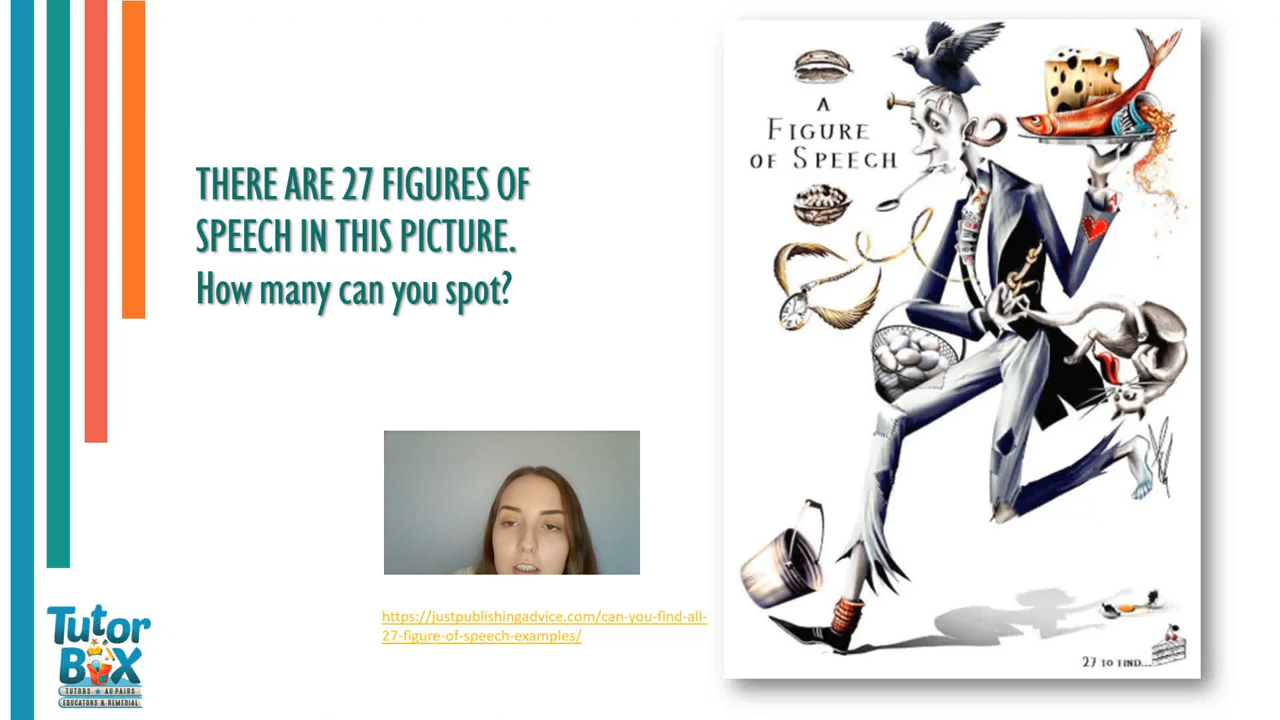 THERE ARE 27 FIGURES OF
SPEECH IN THIS PICTURE.
How many can you spot?
A
FIGURE
OF SPEECH
https://justpublishingadvice.com/can-you-find-all-
27-figure-of-speech-examples/
27 TO FIND...
Tutor
BOX
TUTORS ★ AU PAIRS
EDUCATORS & REMEDIAL